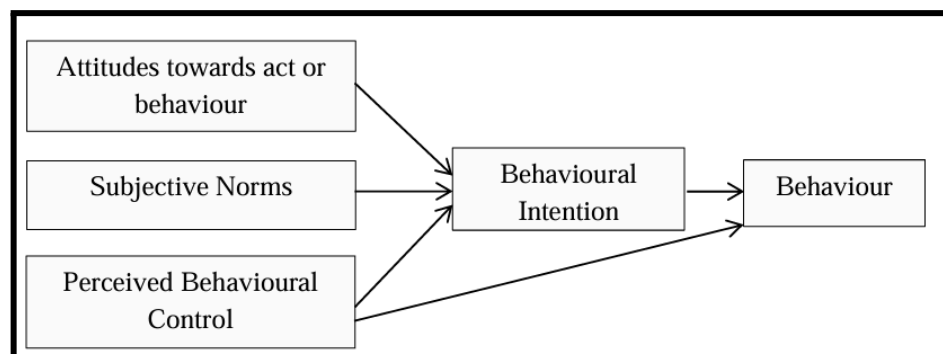 Attitudes towards act or
behaviour
Subjective Norms
Perceived Behavioural
Control
Behavioural
Intention
Behaviour